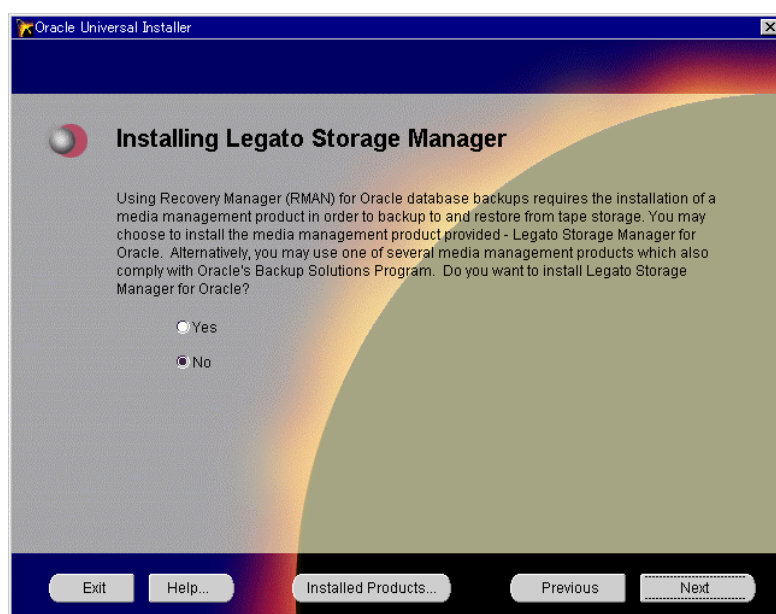 Oracle Universal Installer
Installing Legato Storage Manager
Using Recovery Manager (RMAN) for Oracle database backups requires the installation of a
media management product in order to backup to and restore from tape storage. You may
choose to install the media management product provided - Legato Storage Manager for
Oracle. Alternatively, you may use one of several media management products which also
comply with Oracle's Backup Solutions Program. Do you want to install Legato Storage
Manager for Oracle?
Yes
No
Exit Help... Installed Products... Previous Next